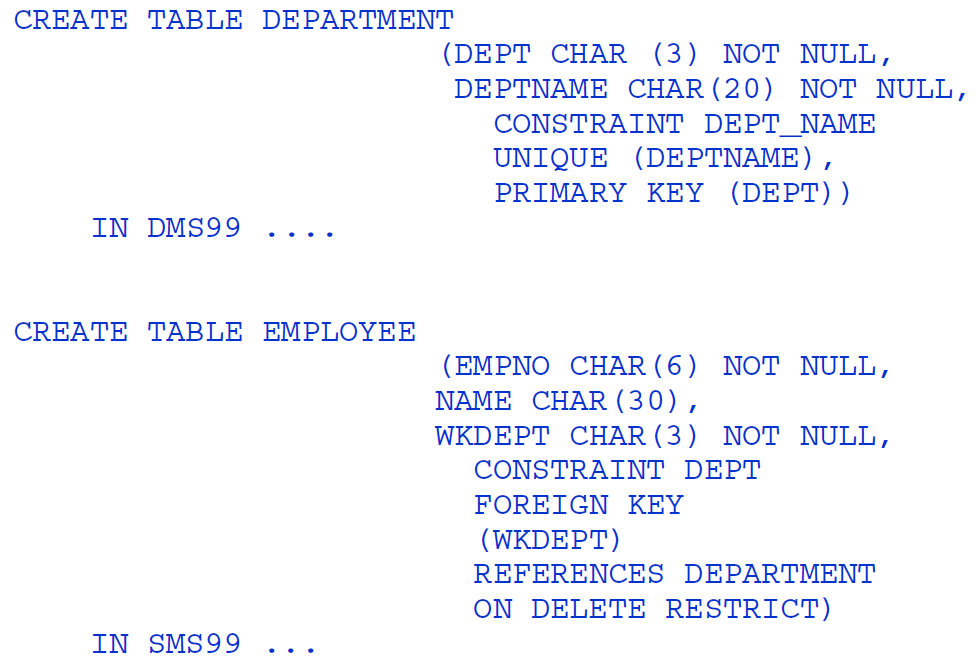 CREATE TABLE DEPARTMENT
(DEPT CHAR (3) NOT NULL,
DEPTNAME CHAR(20) NOT NULL,
CONSTRAINT DEPT_NAME
UNIQUE (DEPTNAME),
PRIMARY KEY (DEPT))
IN DMS99 ....
CREATE TABLE EMPLOYEE
(EMPNO CHAR(6) NOT NULL,
NAME CHAR(30),
WKDEPT CHAR(3) NOT NULL,
CONSTRAINT DEPT
FOREIGN KEY
(WKDEPT)
REFERENCES DEPARTMENT
ON DELETE RESTRICT)
IN SMS99 ...